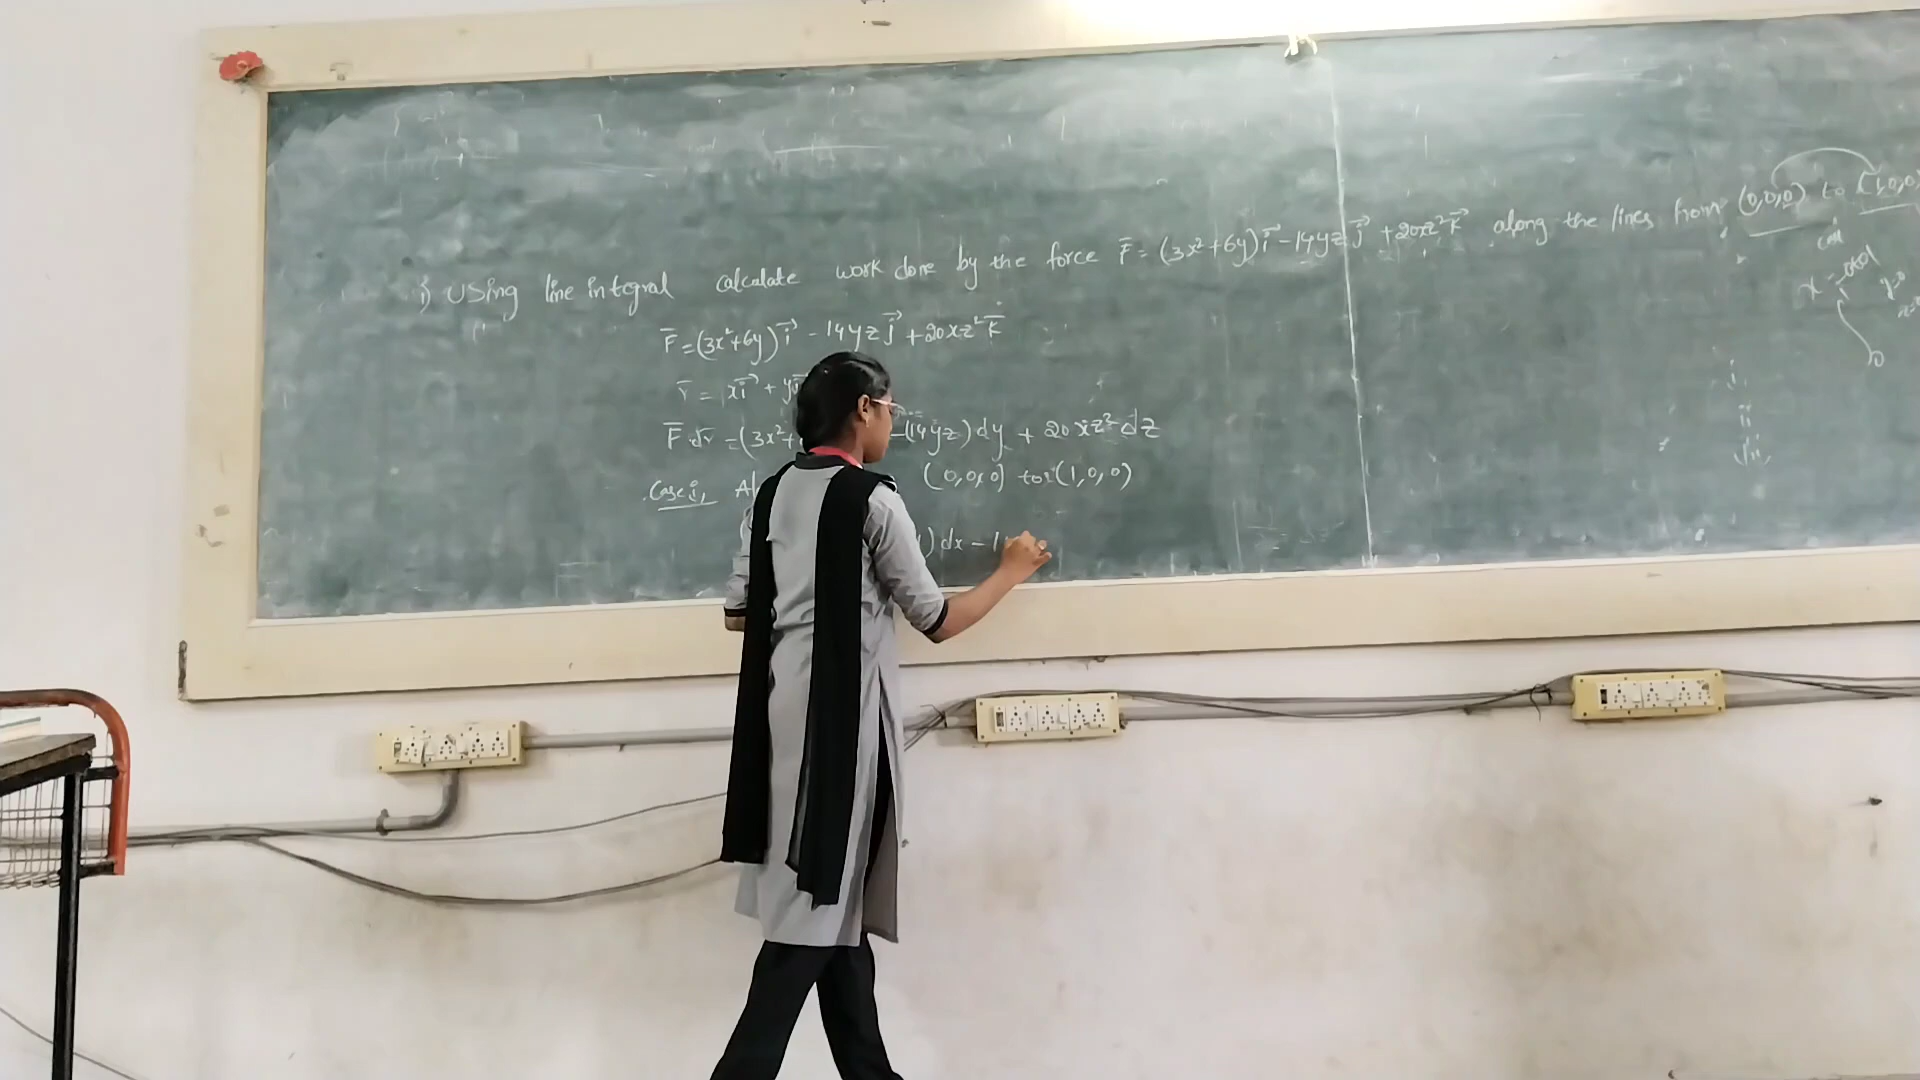 i) Using line integral calculate work done by the force F̅ = (3x²+6y)i⃗ - 14yz j⃗ + 20xz² k̅ along the lines from (0,0,0) to (1,0,0)
F̅ = (3x²+6y) i⃗ - 14yz j⃗ + 20xz² k̅
r̅ = x i⃗ + y
F̅ dr = (3x²+ -(14yz) dy + 20xz² dz
Case i, (0,0,0) to (1,0,0)
) dx - 1
i,
ii
iii,